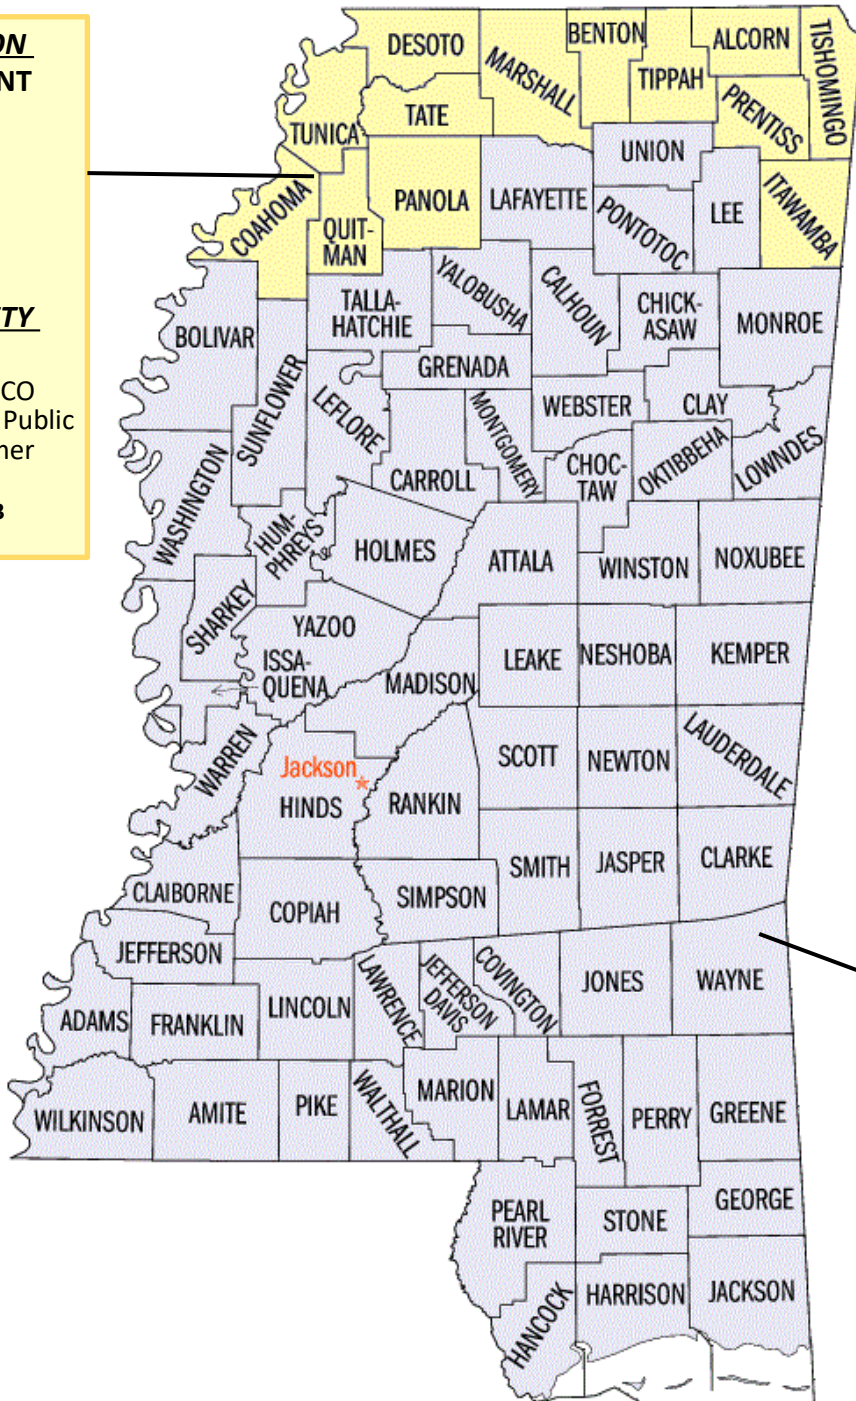 ON
NT
TY
CO
Public
ner
3
DESOTO
BENTON
ALCORN
TISHOMINGO
MARSHALL
TIPPAH
PRENTISS
TUNICA
TATE
UNION
ITAWAMBA
COAHOMA
QUIT-
MAN
PANOLA
LAFAYETTE
PONTOTOC
LEE
BOLIVAR
TALLA-
HATCHIE
YALOBUSHA
CALHOUN
CHICK-
ASAW
MONROE
SUNFLOWER
LEFLORE
GRENADA
MONTGOMERY
WEBSTER
CLAY
WASHINGTON
CARROLL
CHOC-
TAW
OKTIBBEHA
LOWNDES
HUM-
PHREYS
HOLMES
ATTALA
WINSTON
NOXUBEE
SHARKEY
YAZOO
ISSA-
QUENA
MADISON
LEAKE
NESHOBA
KEMPER
WARREN
Jackson
HINDS
RANKIN
SCOTT
NEWTON
LAUDERDALE
CLAIBORNE
COPIAH
SIMPSON
SMITH
JASPER
CLARKE
JEFFERSON
LAWRENCE
JEFFERSON
DAVIS
COVINGTON
JONES
WAYNE
ADAMS
FRANKLIN
LINCOLN
WILKINSON
AMITE
PIKE
WALTHALL
MARION
LAMAR
FORREST
PERRY
GREENE
PEARL
RIVER
STONE
GEORGE
HANCOCK
HARRISON
JACKSON